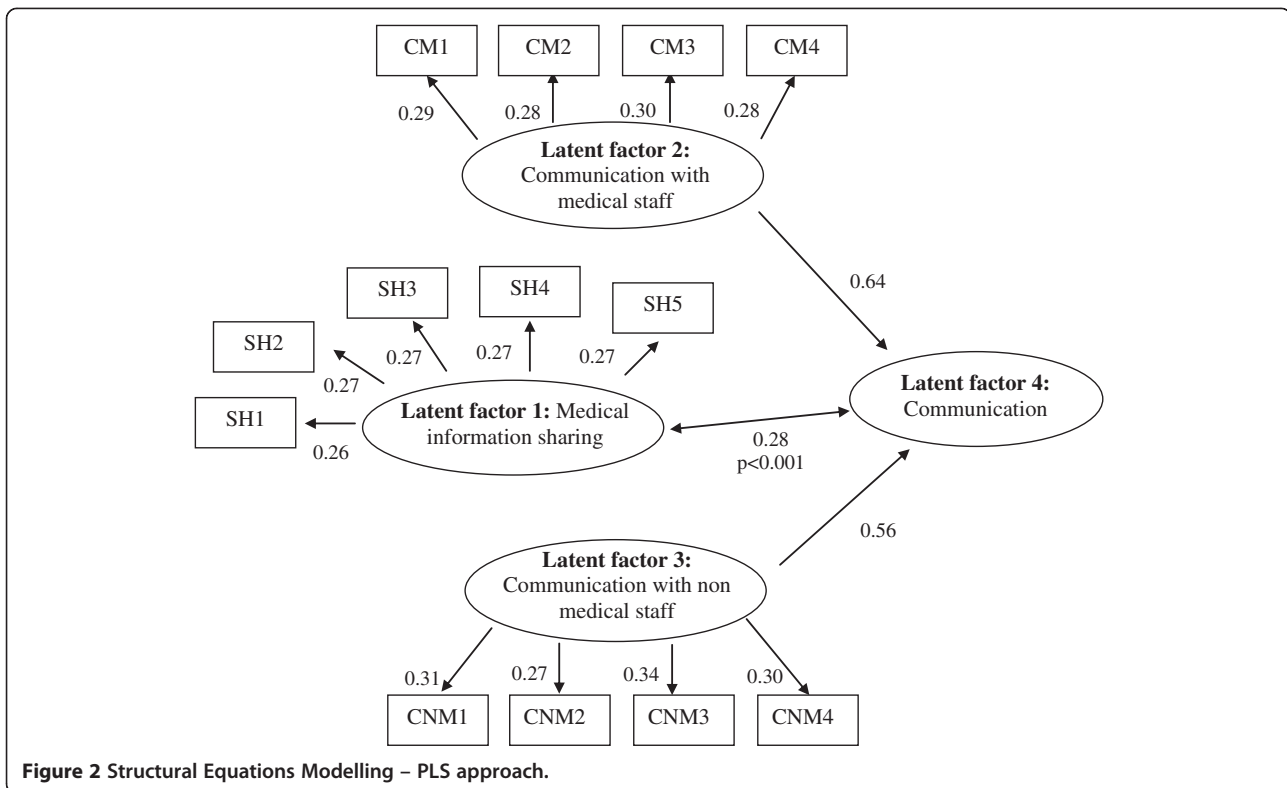 CM1 CM2 CM3 CM4
0.29 0.28 0.30 0.28
Latent factor 2:
Communication with
medical staff
0.64
SH3 SH4 SH5
SH2
0.27 0.27 0.27
0.27
SH1
0.26
Latent factor 1: Medical
information sharing
0.28
p<0.001
Latent factor 4:
Communication
0.56
Latent factor 3:
Communication with non
medical staff
0.31 0.27 0.34 0.30
CNM1 CNM2 CNM3 CNM4
Figure 2 Structural Equations Modelling – PLS approach.